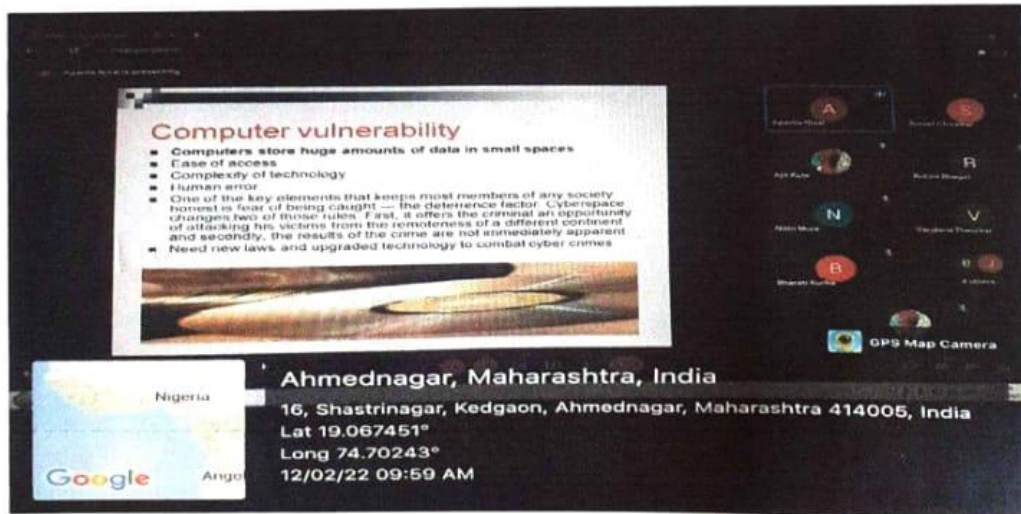 Computer vulnerability
Computers store huge amounts of data in small spaces
Ease of access
Complexity of technology
Human error
One of the key elements that keeps most members of any society
honest is fear of being caught — the deterrence factor. Cyberspace
changes two of those rules. First, it offers the criminal an opportunity
of attacking his victims from the remoteness of a different continent
and secondly, the results of the crime are not immediately apparent.
Need new laws and upgraded technology to combat cyber crimes
A
S
R
N
V
B
J
GPS Map Camera
Nigeria
Google
Ango
Ahmednagar, Maharashtra, India
16, Shastrinagar, Kedgaon, Ahmednagar, Maharashtra 414005, India
Lat 19.067451°
Long 74.70243°
12/02/22 09:59 AM